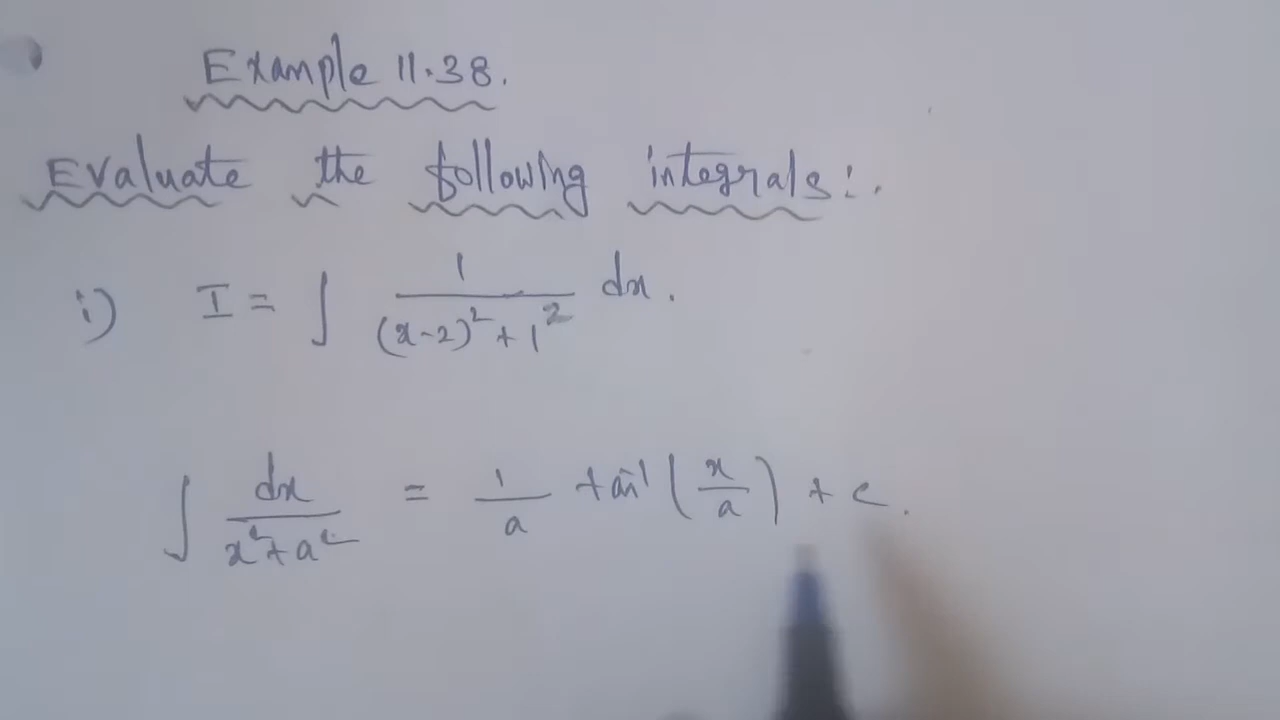 Example 11.38.
Evaluate the following integrals:.
i) I = ∫ 1/((x-2)² + 1²) dx.
∫ dx/(x² + a²) = 1/a tan⁻¹ (x/a) + c.